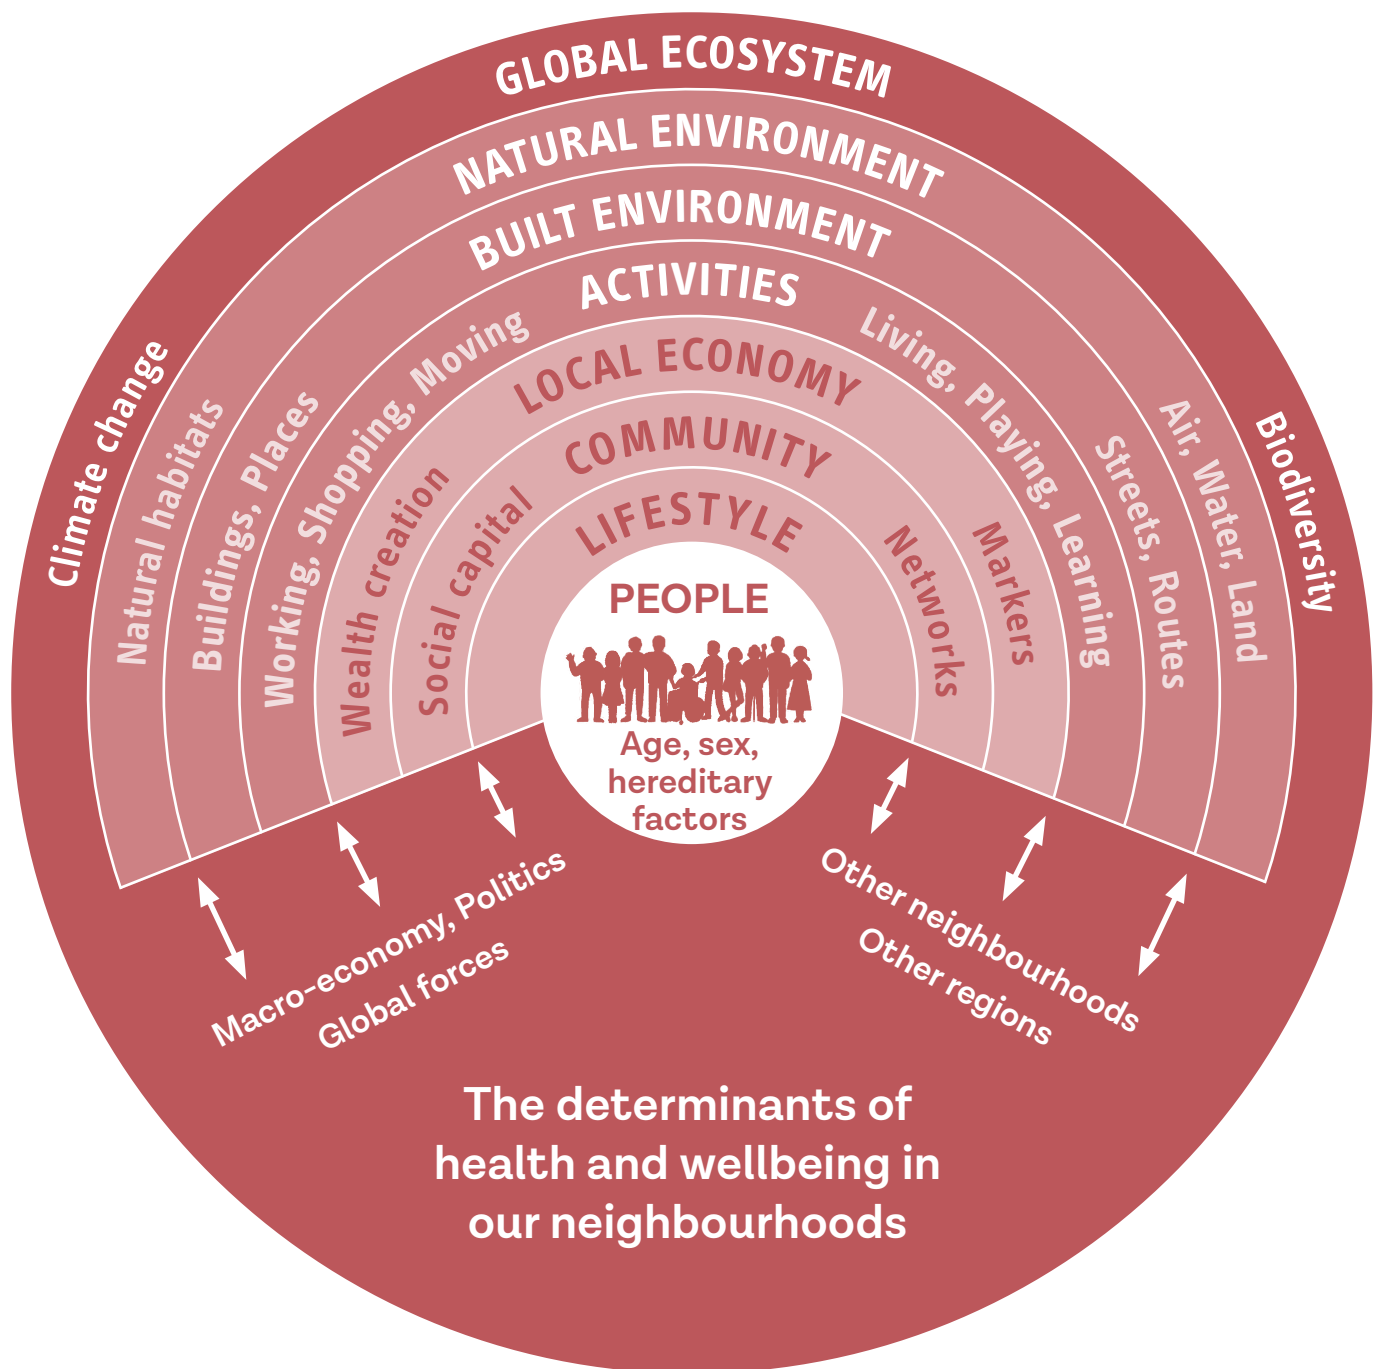 GLOBAL ECOSYSTEM
Climate change
Biodiversity
NATURAL ENVIRONMENT
Natural habitats
Air, Water, Land
BUILT ENVIRONMENT
Buildings, Places
Streets, Routes
ACTIVITIES
Working, Shopping, Moving
Living, Playing, Learning
LOCAL ECONOMY
Wealth creation
Markers
COMMUNITY
Social capital
Networks
LIFESTYLE
PEOPLE
Age, sex,
hereditary
factors
Macro-economy, Politics
Global forces
Other neighbourhoods
Other regions
The determinants of
health and wellbeing in
our neighbourhoods